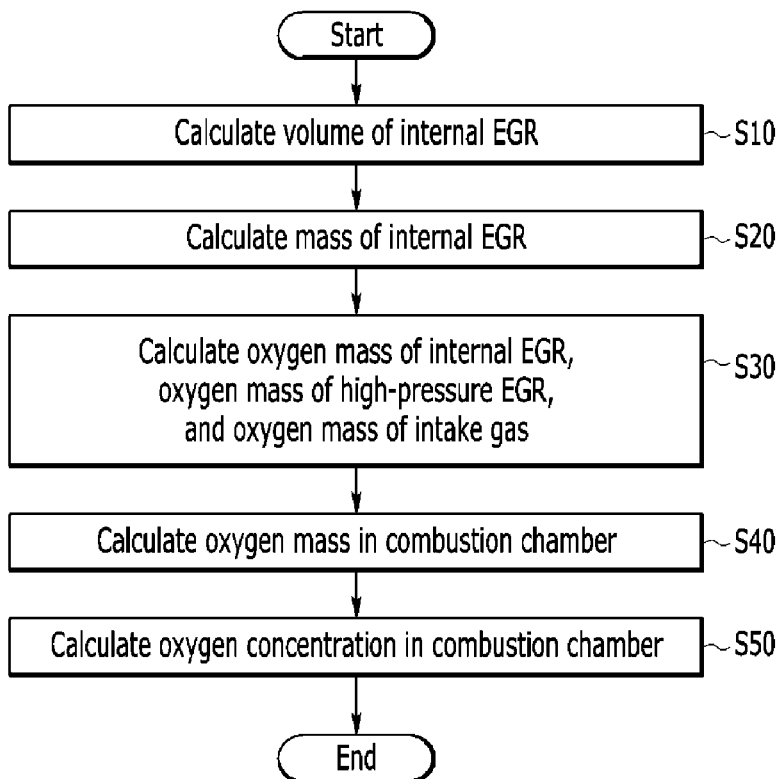 Start
Calculate volume of internal EGR
S10
Calculate mass of internal EGR
S20
Calculate oxygen mass of internal EGR,
oxygen mass of high-pressure EGR,
and oxygen mass of intake gas
S30
Calculate oxygen mass in combustion chamber
S40
Calculate oxygen concentration in combustion chamber
S50
End